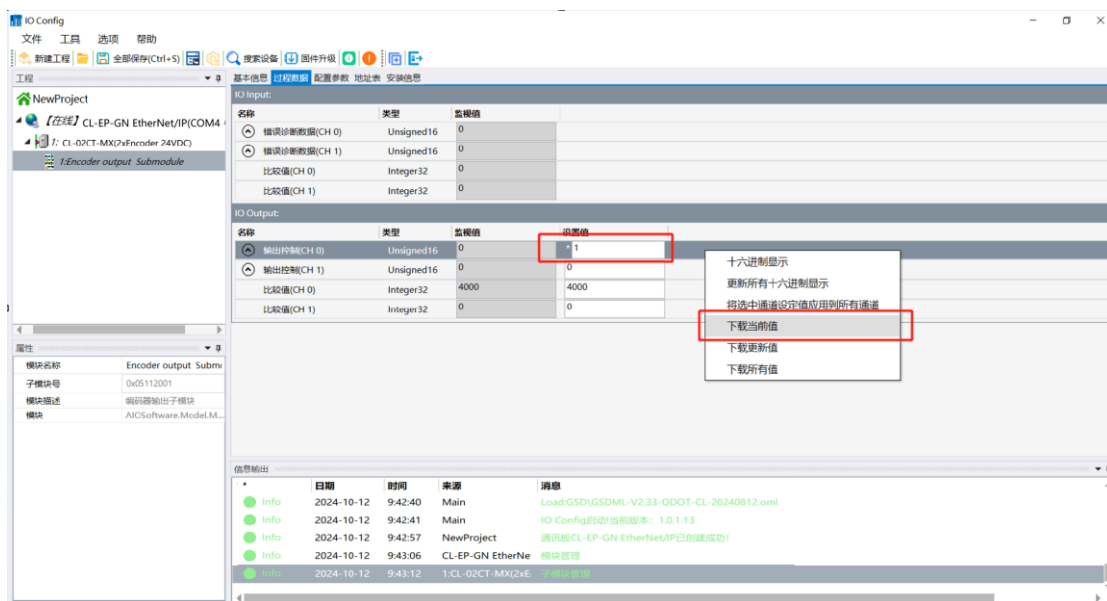 IO Config
文件 工具 选项 帮助
新建工程 全部保存(Ctrl+S) 搜索设备 固件升级
工程
NewProject
【在线】CL-EP-GN EtherNet/IP(COM4
1: CL-02CT-MX(2xEncoder 24VDC)
1:Encoder output Submodule
属性
模块名称 Encoder output Subm
子模块号 0x05112001
模块描述 编码器输出子模块
模块 AIOSoftware.Model.M...
基本信息 过程数据 配置参数 地址表 安装信息
IO Input:
名称 类型 监视值
错误诊断数据(CH 0) Unsigned16 0
错误诊断数据(CH 1) Unsigned16 0
比较值(CH 0) Integer32 0
比较值(CH 1) Integer32 0
IO Output:
名称 类型 监视值 设置值
输出控制(CH 0) Unsigned16 0 * 1
输出控制(CH 1) Unsigned16 0 0
比较值(CH 0) Integer32 4000 4000
比较值(CH 1) Integer32 0 0
十六进制显示
更新所有十六进制显示
将选中通道设定值应用到所有通道
下载当前值
下载更新值
下载所有值
信息输出
* 日期 时间 来源 消息
Info 2024-10-12 9:42:40 Main Load:GSD\GSDML-V2.33-ODOT-CL-20240812.oml
Info 2024-10-12 9:42:41 Main IO Config启动!当前版本: 1.0.1.13
Info 2024-10-12 9:42:57 NewProject 通讯板CL-EP-GN EtherNet/IP已创建成功!
Info 2024-10-12 9:43:06 CL-EP-GN EtherNe 模块管理
Info 2024-10-12 9:43:12 1:CL-02CT-MX(2xE 子模块管理